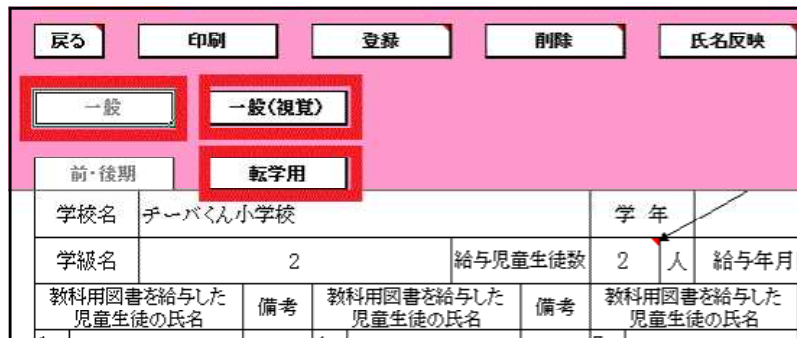 戻る 印刷 登録 削除 氏名反映
一般 一般(視覚)
前・後期 転学用
学校名 チーバくん小学校 学 年
学級名 2 給与児童生徒数 2 人 給与年月
教科用図書を給与した 備考 教科用図書を給与した 備考 教科用図書を給与した
児童生徒の氏名 児童生徒の氏名 児童生徒の氏名